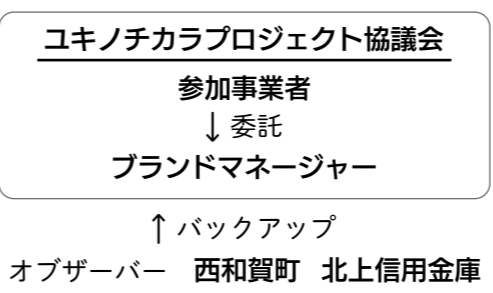 ユキノチカラプロジェクト協議会
参加事業者
↓ 委託
ブランドマネージャー
↑ バックアップ
オブザーバー 西和賀町 北上信用金庫